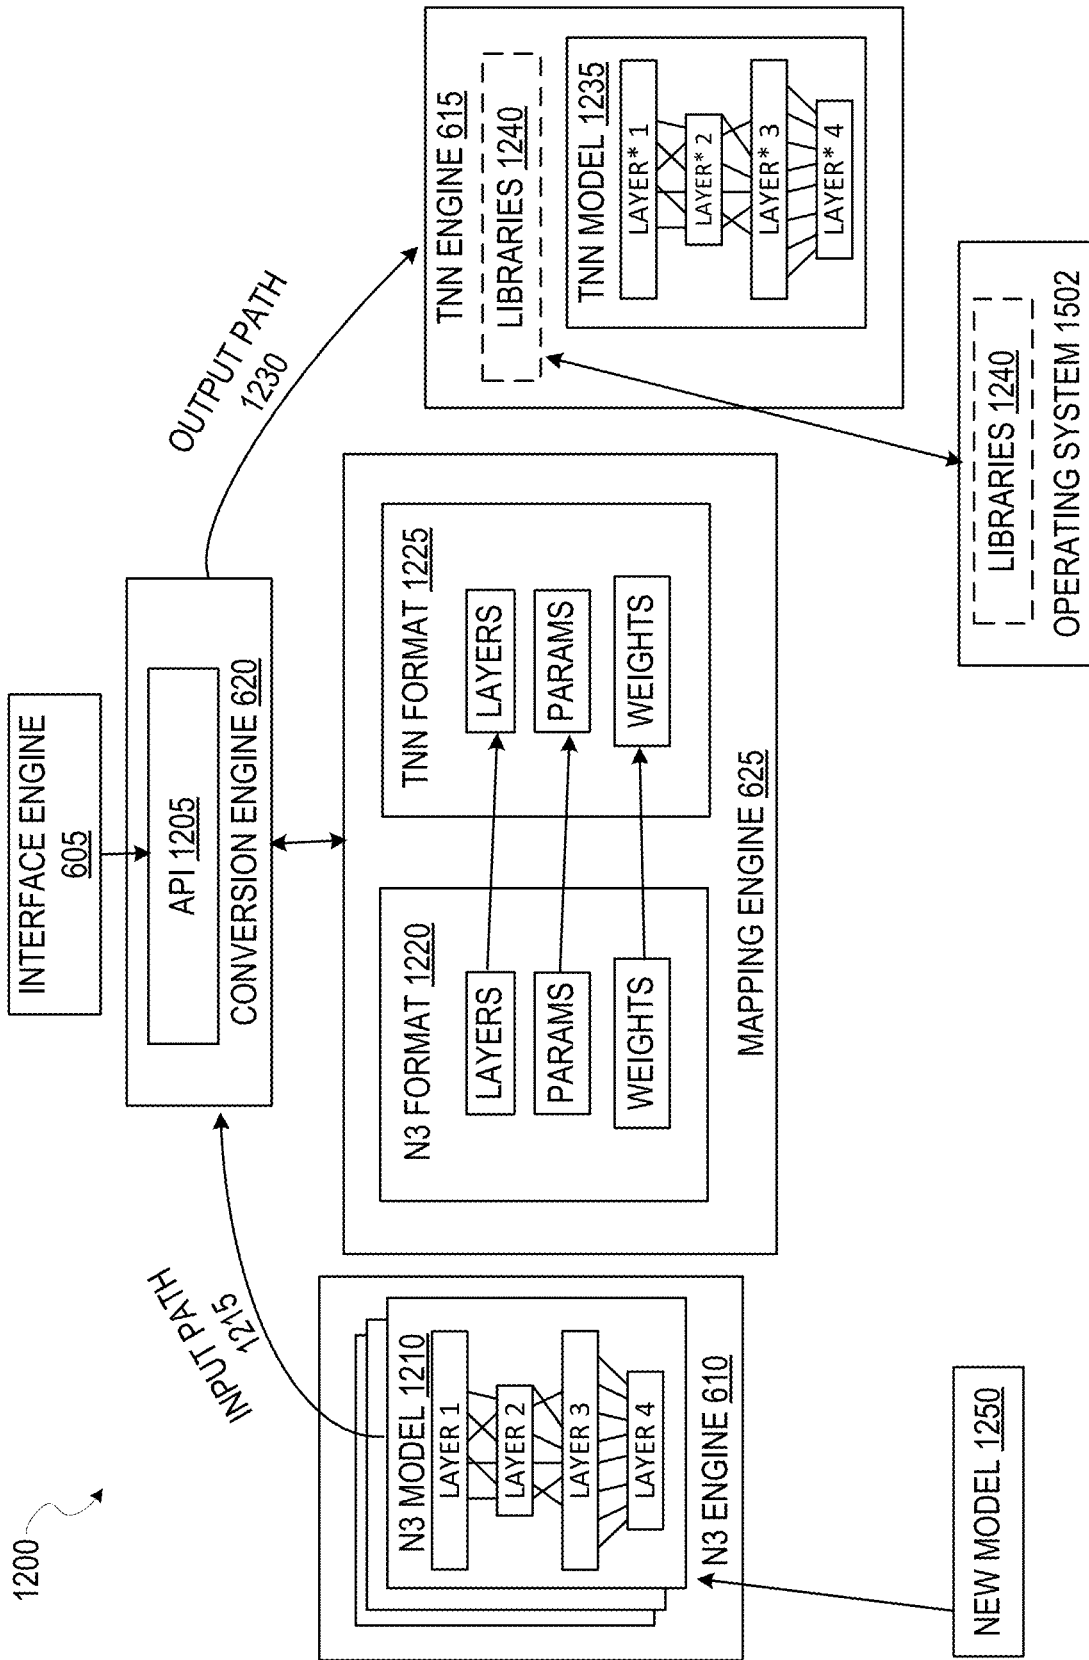 1200
INTERFACE ENGINE
605
API 1205
CONVERSION ENGINE 620
INPUT PATH
1215
OUTPUT PATH
1230
N3 MODEL 1210
LAYER 1
LAYER 2
LAYER 3
LAYER 4
N3 ENGINE 610
N3 FORMAT 1220
LAYERS
PARAMS
WEIGHTS
TNN FORMAT 1225
LAYERS
PARAMS
WEIGHTS
MAPPING ENGINE 625
TNN ENGINE 615
LIBRARIES 1240
TNN MODEL 1235
LAYER* 1
LAYER* 2
LAYER* 3
LAYER* 4
NEW MODEL 1250
LIBRARIES 1240
OPERATING SYSTEM 1502